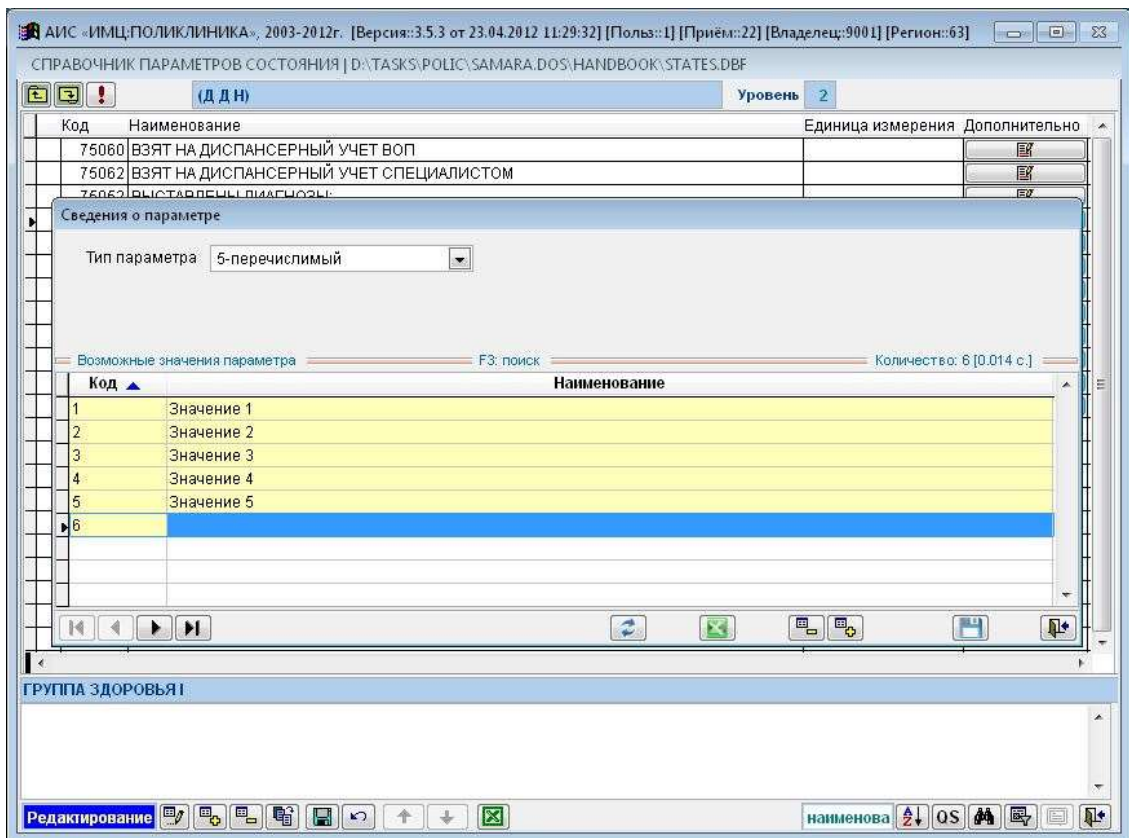 АИС «ИМЦ:ПОЛИКЛИНИКА», 2003-2012г. [Версия::3.5.3 от 23.04.2012 11:29:32] [Польз::1] [Приём::22] [Владелец::9001] [Регион::63]
СПРАВОЧНИК ПАРАМЕТРОВ СОСТОЯНИЯ | D:\TASKS\POLIC\SAMARA.DOS\HANDBOOK\STATES.DBF
(Д Д Н) Уровень 2
Код Наименование Единица измерения Дополнительно
75060 ВЗЯТ НА ДИСПАНСЕРНЫЙ УЧЕТ ВОП
75062 ВЗЯТ НА ДИСПАНСЕРНЫЙ УЧЕТ СПЕЦИАЛИСТОМ
ВЫСТАВЛЕНЫ ДИАГНОЗЫ:
Сведения о параметре
Тип параметра 5-перечислимый
Возможные значения параметра F3: поиск Количество: 6 [0.014 с.]
Код Наименование
1 Значение 1
2 Значение 2
3 Значение 3
4 Значение 4
5 Значение 5
6
ГРУППА ЗДОРОВЬЯ I
Редактирование наименова A Z QS